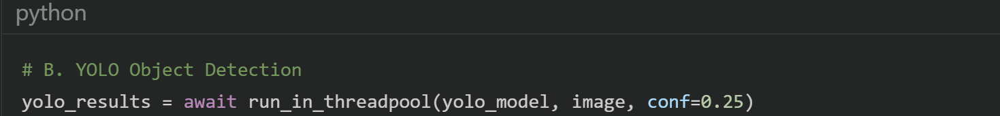 python
# B. YOLO Object Detection
yolo_results = await run_in_threadpool(yolo_model, image, conf=0.25)